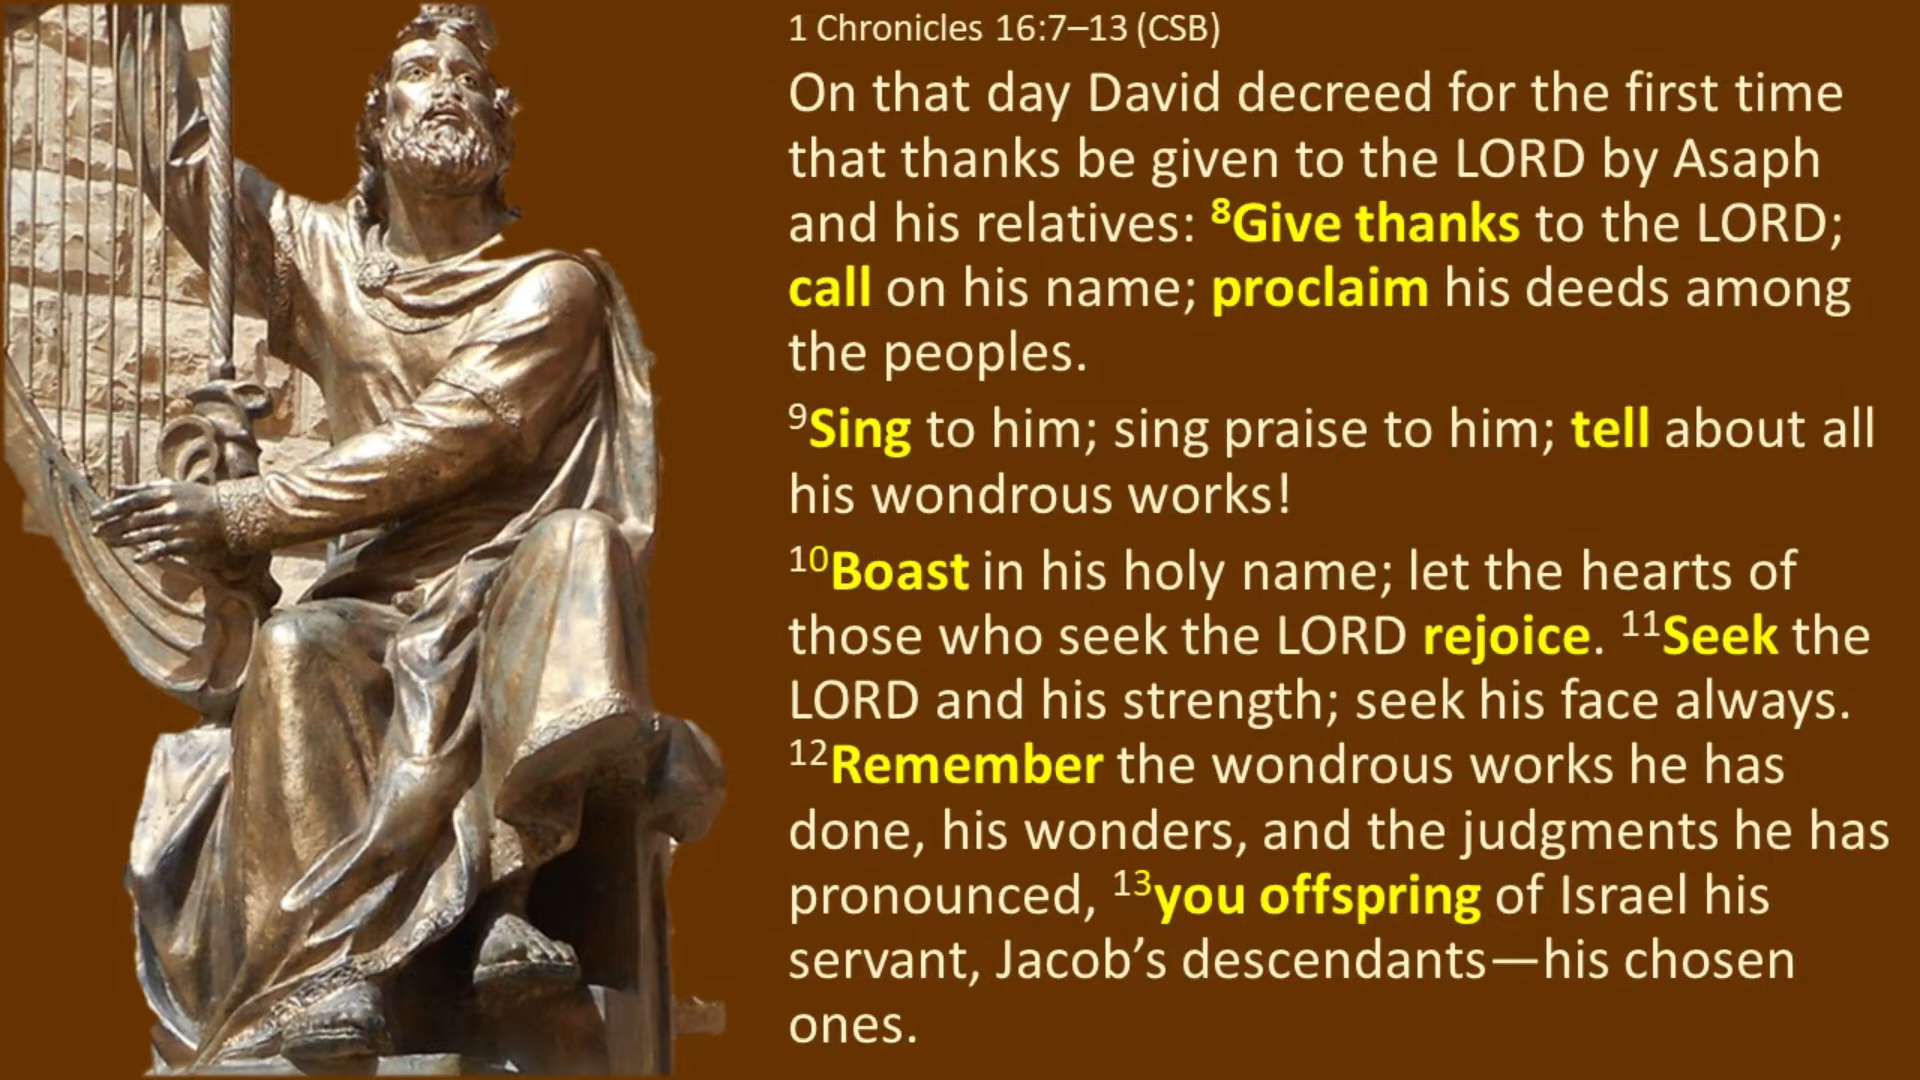 1 Chronicles 16:7–13 (CSB)
On that day David decreed for the first time
that thanks be given to the LORD by Asaph
and his relatives: ⁸Give thanks to the LORD;
call on his name; proclaim his deeds among
the peoples.
⁹Sing to him; sing praise to him; tell about all
his wondrous works!
¹⁰Boast in his holy name; let the hearts of
those who seek the LORD rejoice. ¹¹Seek the
LORD and his strength; seek his face always.
¹²Remember the wondrous works he has
done, his wonders, and the judgments he has
pronounced, ¹³you offspring of Israel his
servant, Jacob’s descendants—his chosen
ones.